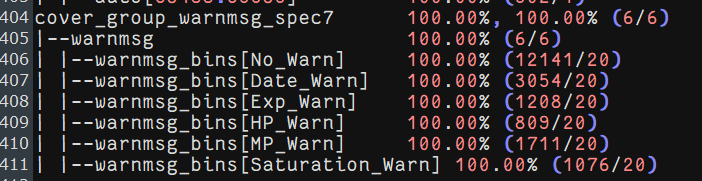 404 cover_group_warnmsg_spec7 100.00%, 100.00% (6/6)
405 |--warnmsg 100.00% (6/6)
406 | |--warnmsg_bins[No_Warn] 100.00% (12141/20)
407 | |--warnmsg_bins[Date_Warn] 100.00% (3054/20)
408 | |--warnmsg_bins[Exp_Warn] 100.00% (1208/20)
409 | |--warnmsg_bins[HP_Warn] 100.00% (809/20)
410 | |--warnmsg_bins[MP_Warn] 100.00% (1711/20)
411 | |--warnmsg_bins[Saturation_Warn] 100.00% (1076/20)